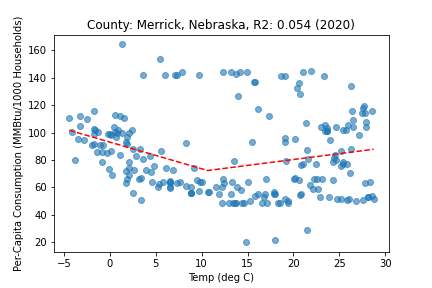 County: Merrick, Nebraska, R2: 0.054 (2020)
Per-Capita Consumption (MMBtu/1000 Households)
160
140
120
100
80
60
40
20
−5 0 5 10 15 20 25 30
Temp (deg C)